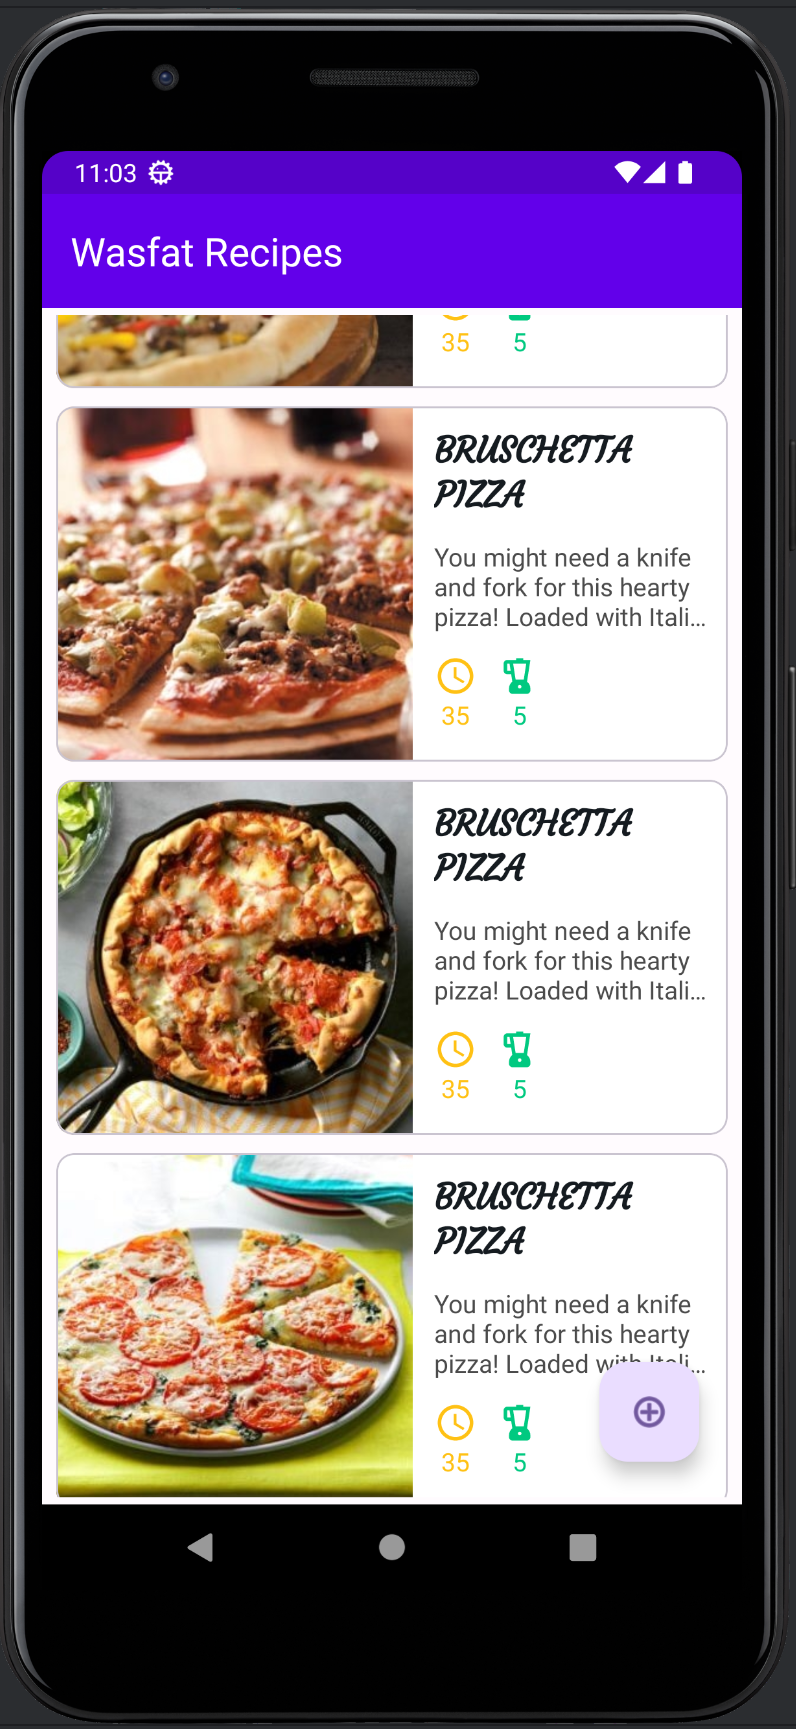 11:03
Wasfat Recipes
35 5
BRUSCHETTA
PIZZA
You might need a knife
and fork for this hearty
pizza! Loaded with Itali...
35 5
BRUSCHETTA
PIZZA
You might need a knife
and fork for this hearty
pizza! Loaded with Itali...
35 5
BRUSCHETTA
PIZZA
You might need a knife
and fork for this hearty
pizza! Loaded with Itali...
35 5